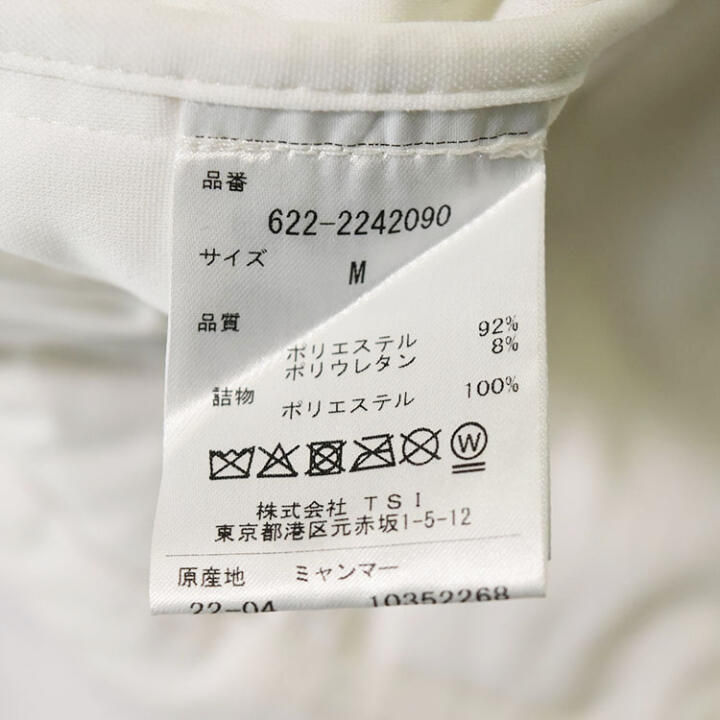 品番
622-2242090
サイズ
M
品質
ポリエステル 92%
ポリウレタン 8%
詰物
ポリエステル 100%
W
株式会社 TSI
東京都港区元赤坂1-5-12
原産地 ミャンマー
22-04 10352268